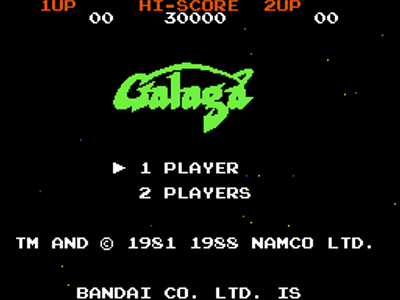 1UP HI-SCORE 2UP
00 30000 00
Galaga
► 1 PLAYER
2 PLAYERS
TM AND © 1981 1988 NAMCO LTD.
BANDAI CO. LTD. IS